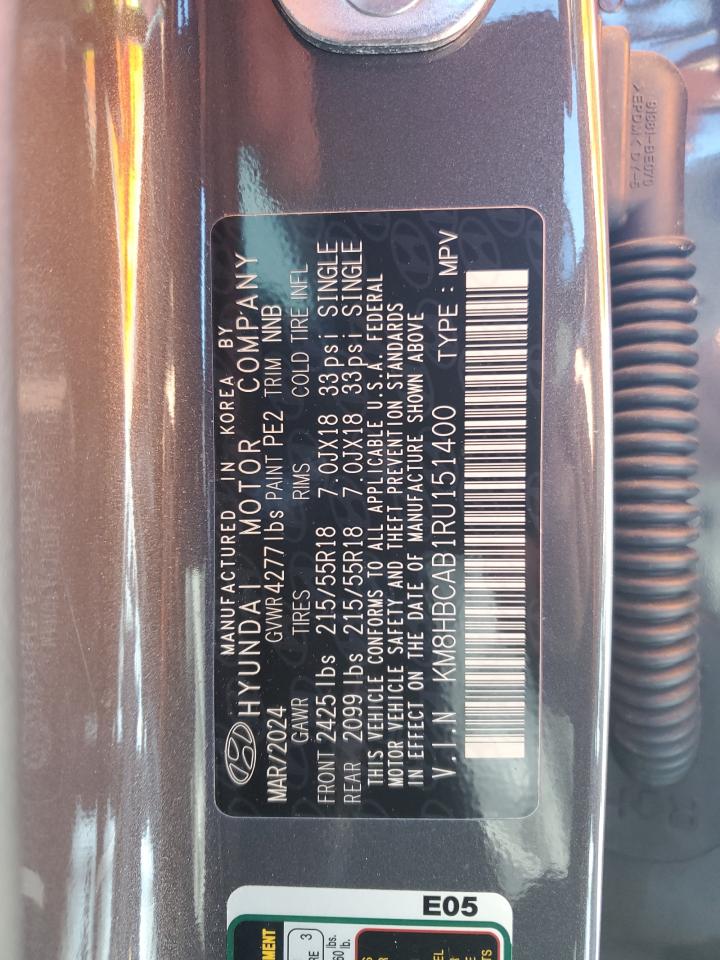 MANUFACTURED IN KOREA BY
HYUNDAI MOTOR COMPANY
MAR/2024 GVWR 4277 lbs PAINT PE2 TRIM NNB
GAWR TIRES RIMS COLD TIRE INFL
FRONT 2425 lbs 215/55R18 7.0JX18 33psi SINGLE
REAR 2099 lbs 215/55R18 7.0JX18 33psi SINGLE
THIS VEHICLE CONFORMS TO ALL APPLICABLE U.S.A. FEDERAL
MOTOR VEHICLE SAFETY AND THEFT PREVENTION STANDARDS
IN EFFECT ON THE DATE OF MANUFACTURE SHOWN ABOVE
V.I.N KM8HBCAB1RU151400 TYPE : MPV
E05